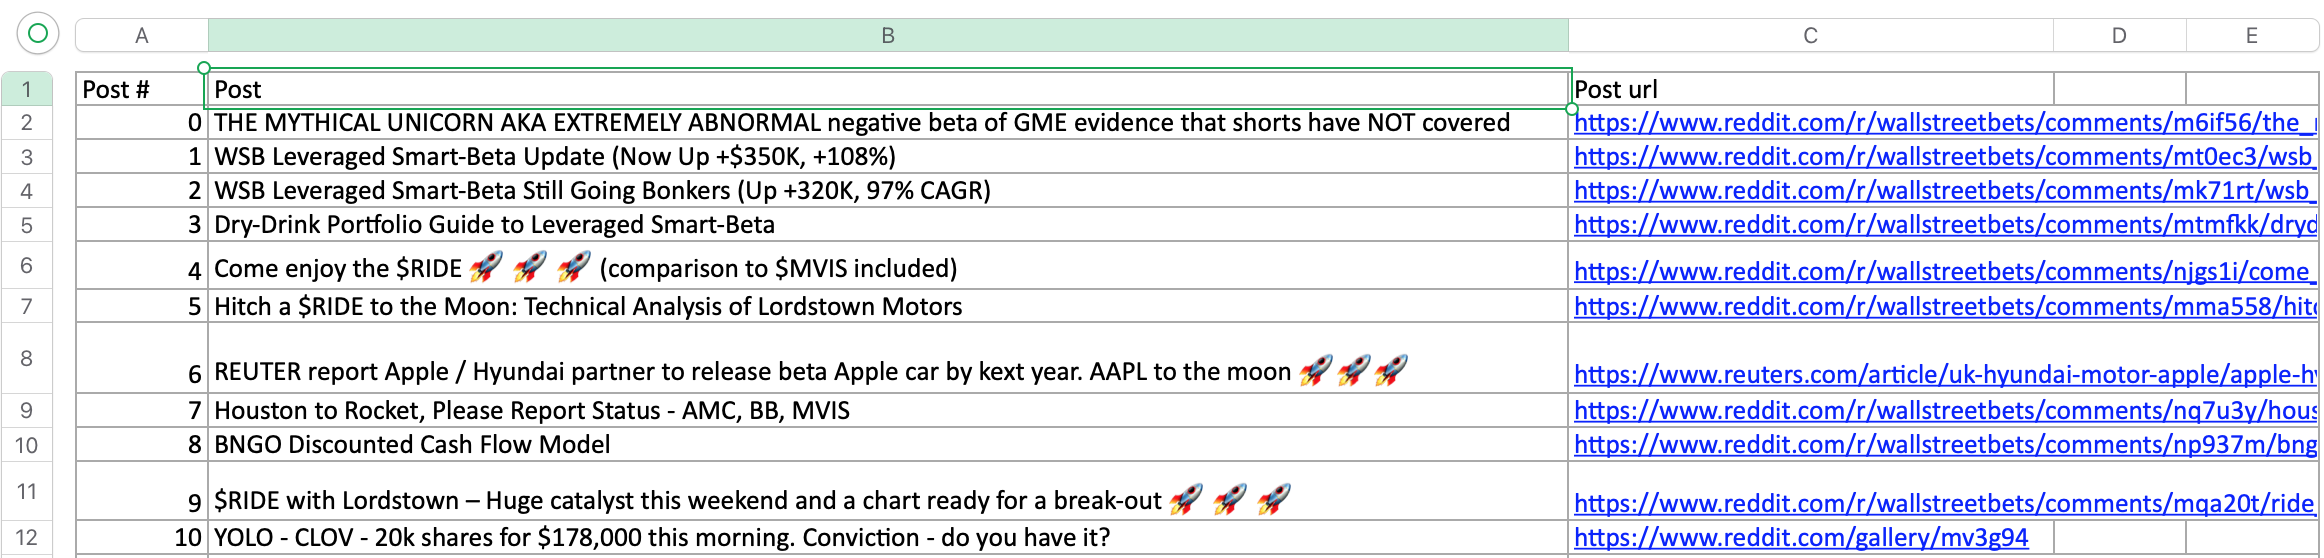 A B C D E
1 Post # Post Post url
2 0 THE MYTHICAL UNICORN AKA EXTREMELY ABNORMAL negative beta of GME evidence that shorts have NOT covered https://www.reddit.com/r/wallstreetbets/comments/m6if56/the_
3 1 WSB Leveraged Smart-Beta Update (Now Up +$350K, +108%) https://www.reddit.com/r/wallstreetbets/comments/mt0ec3/wsb_
4 2 WSB Leveraged Smart-Beta Still Going Bonkers (Up +320K, 97% CAGR) https://www.reddit.com/r/wallstreetbets/comments/mk71rt/wsb_
5 3 Dry-Drink Portfolio Guide to Leveraged Smart-Beta https://www.reddit.com/r/wallstreetbets/comments/mtmfkk/dryd
6 4 Come enjoy the $RIDE 🚀 🚀 🚀 (comparison to $MVIS included) https://www.reddit.com/r/wallstreetbets/comments/njgs1i/come_
7 5 Hitch a $RIDE to the Moon: Technical Analysis of Lordstown Motors https://www.reddit.com/r/wallstreetbets/comments/mma558/hitc
8 6 REUTER report Apple / Hyundai partner to release beta Apple car by kext year. AAPL to the moon 🚀🚀🚀 https://www.reuters.com/article/uk-hyundai-motor-apple/apple-h
9 7 Houston to Rocket, Please Report Status - AMC, BB, MVIS https://www.reddit.com/r/wallstreetbets/comments/nq7u3y/hous
10 8 BNGO Discounted Cash Flow Model https://www.reddit.com/r/wallstreetbets/comments/np937m/bng
11 9 $RIDE with Lordstown – Huge catalyst this weekend and a chart ready for a break-out 🚀 🚀 🚀 https://www.reddit.com/r/wallstreetbets/comments/mqa20t/ride_
12 10 YOLO - CLOV - 20k shares for $178,000 this morning. Conviction - do you have it? https://www.reddit.com/gallery/mv3g94